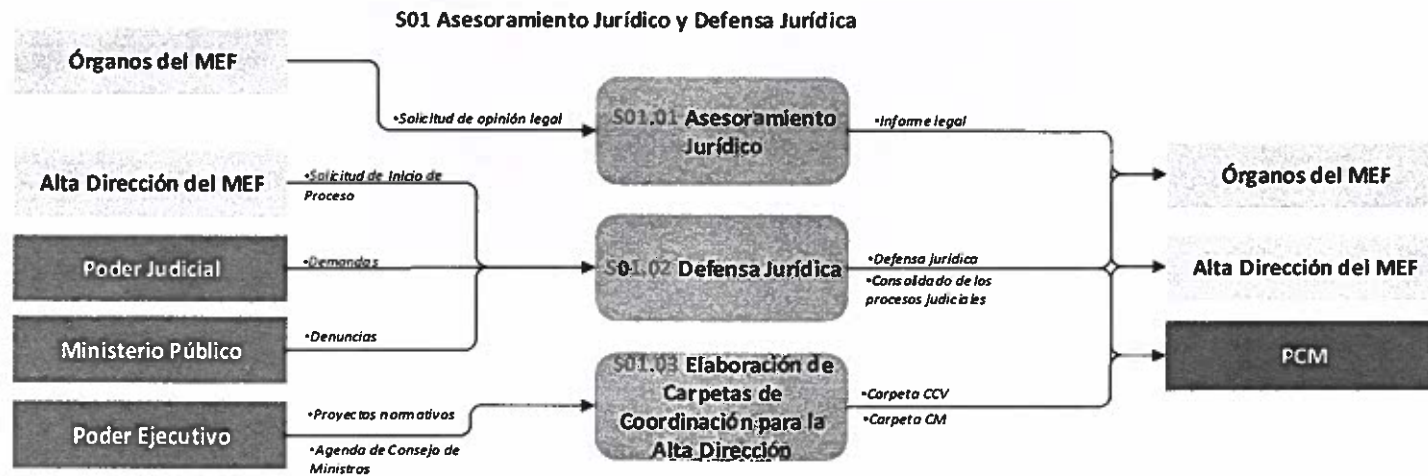 S01 Asesoramiento Jurídico y Defensa Jurídica
Órganos del MEF
•Solicitud de opinión legal
S01.01 Asesoramiento
Jurídico
•Informe legal
Órganos del MEF
Alta Dirección del MEF
•Solicitud de Inicio de
Proceso
Poder Judicial
•Demandas
S01.02 Defensa Jurídica
•Defensa jurídica
•Consolidado de los
procesos judiciales
Alta Dirección del MEF
Ministerio Público
•Denuncias
PCM
Poder Ejecutivo
•Proyectos normativos
•Agenda de Consejo de
Ministros
S01.03 Elaboración de
Carpetas de
Coordinación para la
Alta Dirección
•Carpeta CCV
•Carpeta CM